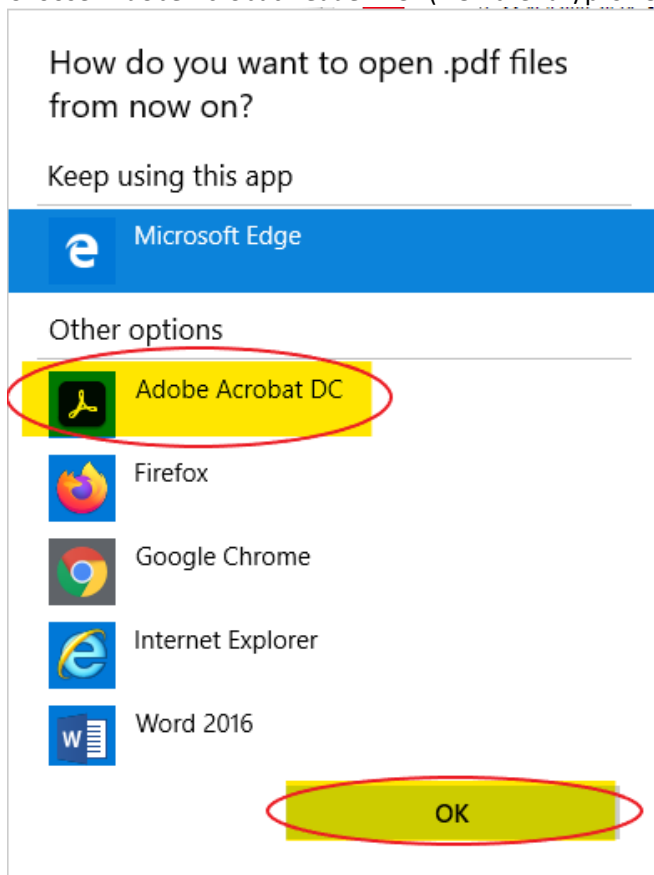 How do you want to open .pdf files
from now on?
Keep using this app
Microsoft Edge
Other options
Adobe Acrobat DC
Firefox
Google Chrome
Internet Explorer
Word 2016
OK